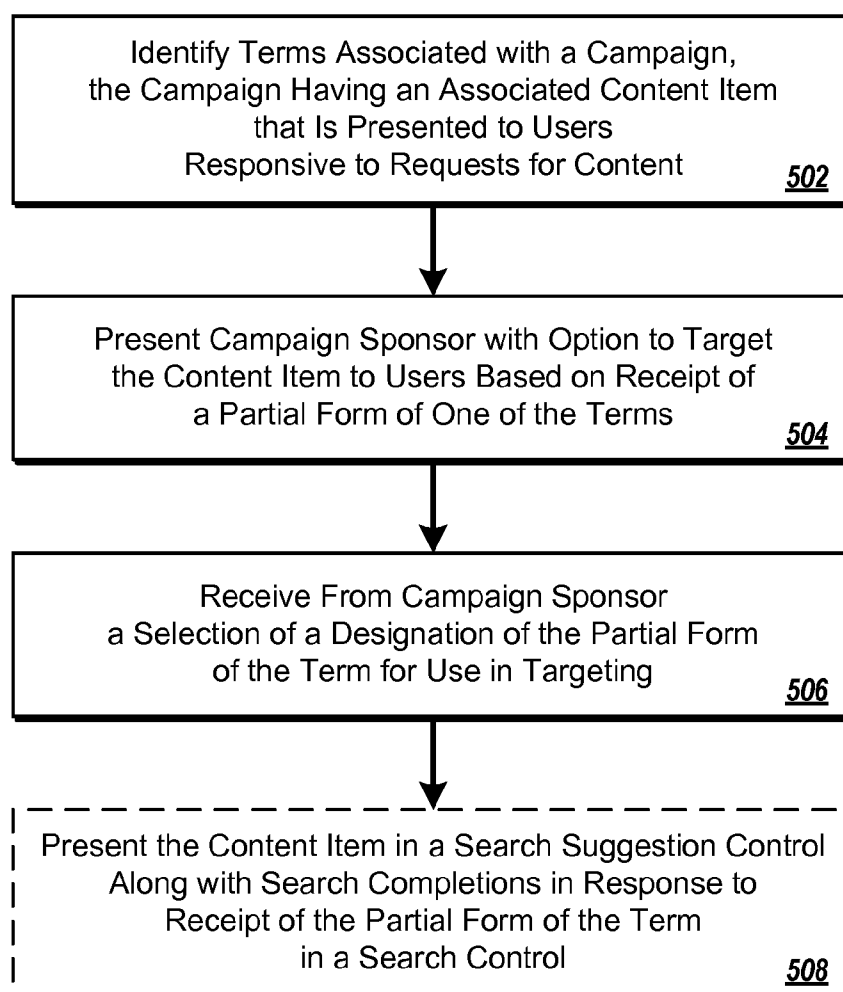 Identify Terms Associated with a Campaign,
the Campaign Having an Associated Content Item
that Is Presented to Users
Responsive to Requests for Content
502
Present Campaign Sponsor with Option to Target
the Content Item to Users Based on Receipt of
a Partial Form of One of the Terms
504
Receive From Campaign Sponsor
a Selection of a Designation of the Partial Form
of the Term for Use in Targeting
506
Present the Content Item in a Search Suggestion Control
Along with Search Completions in Response to
Receipt of the Partial Form of the Term
in a Search Control
508